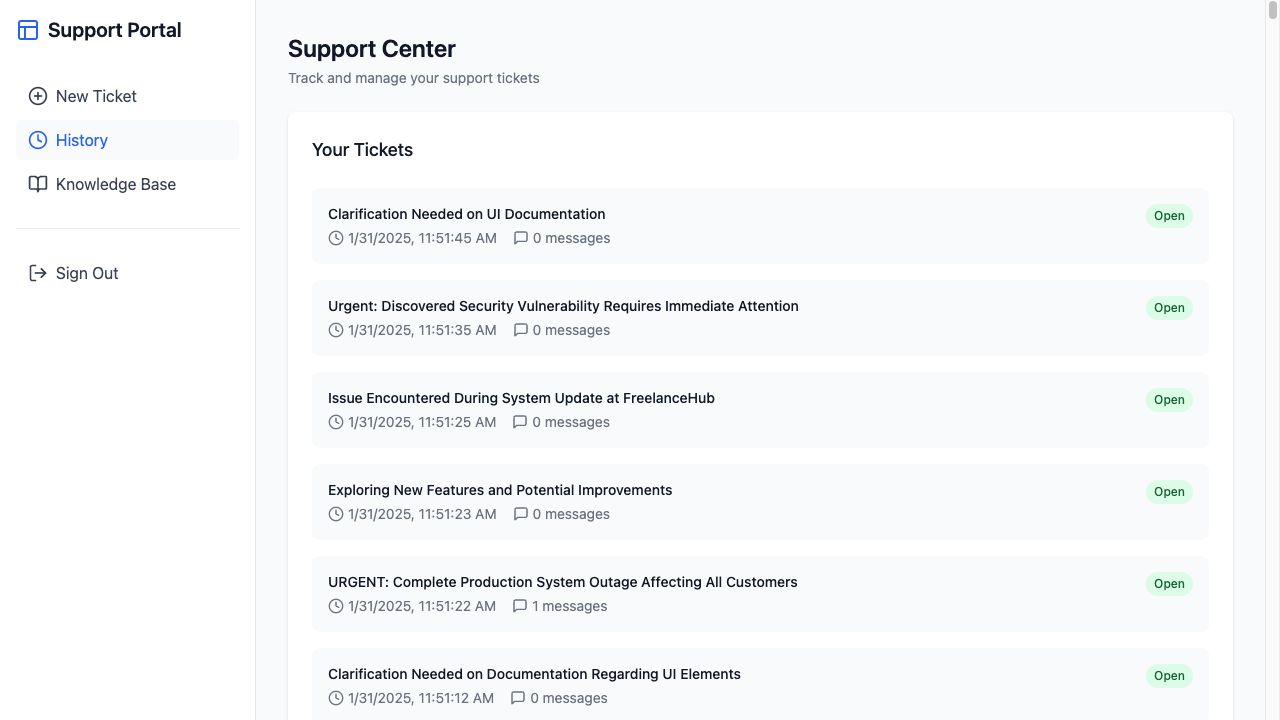 Support Portal
New Ticket
History
Knowledge Base
Sign Out
Support Center
Track and manage your support tickets
Your Tickets
Clarification Needed on UI Documentation
Open
1/31/2025, 11:51:45 AM 0 messages
Urgent: Discovered Security Vulnerability Requires Immediate Attention
Open
1/31/2025, 11:51:35 AM 0 messages
Issue Encountered During System Update at FreelanceHub
Open
1/31/2025, 11:51:25 AM 0 messages
Exploring New Features and Potential Improvements
Open
1/31/2025, 11:51:23 AM 0 messages
URGENT: Complete Production System Outage Affecting All Customers
Open
1/31/2025, 11:51:22 AM 1 messages
Clarification Needed on Documentation Regarding UI Elements
Open
1/31/2025, 11:51:12 AM 0 messages